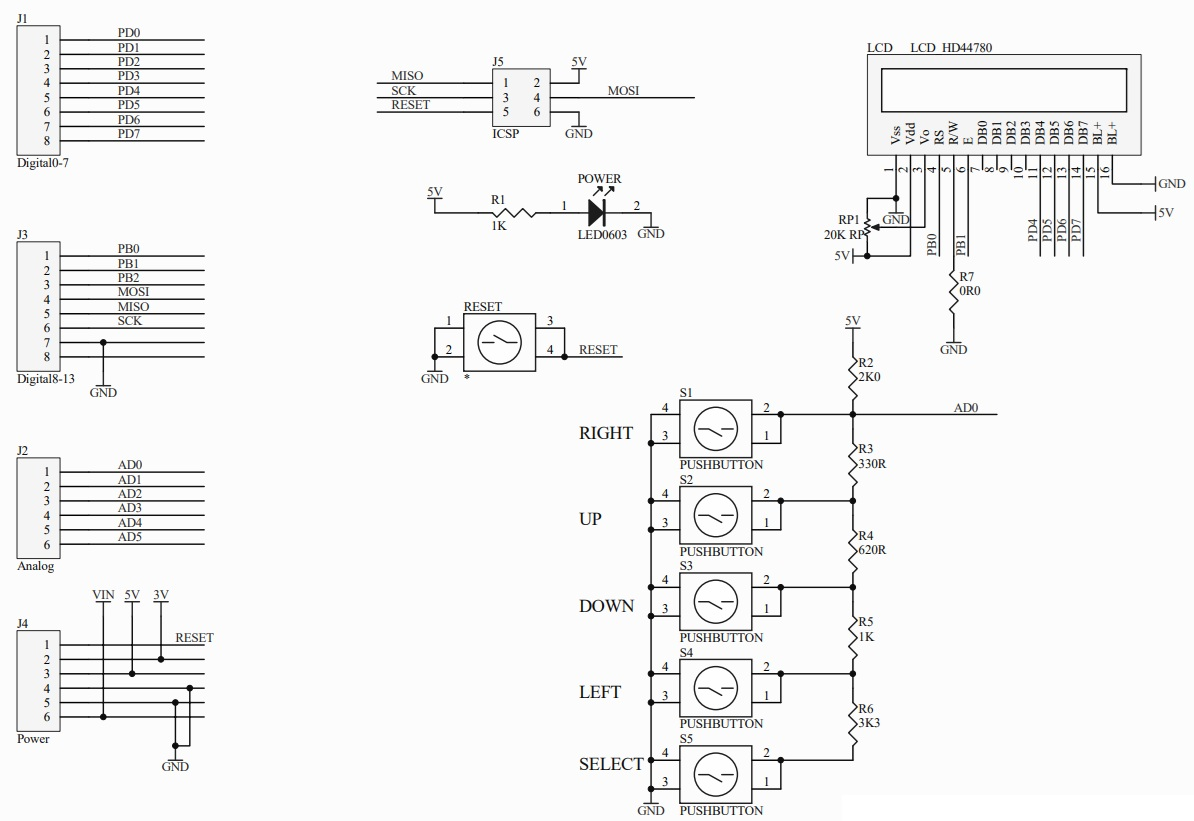 J1
1 PD0
2 PD1
3 PD2
4 PD3
5 PD4
6 PD5
7 PD6
8 PD7
Digital0-7
J3
1 PB0
2 PB1
3 PB2
4 MOSI
5 MISO
6 SCK
7
8
GND
Digital8-13
J2
1 AD0
2 AD1
3 AD2
4 AD3
5 AD4
6 AD5
Analog
VIN 5V 3V
J4
1 RESET
2
3
4
5
6
Power
GND
J5 5V
MISO 1 2
SCK 3 4 MOSI
RESET 5 6
ICSP GND
POWER
5V R1 1 2
1K LED0603 GND
RESET
1 3
2 4 RESET
GND *
LCD LCD HD44780
Vss Vdd Vo RS R/W E DB0 DB1 DB2 DB3 DB4 DB5 DB6 DB7 BL+ BL+
1 2 3 4 5 6 7 8 9 10 11 12 13 14 15 16
GND
5V
RP1 GND
20K RP
5V
PB0 PB1 PD4 PD5 PD6 PD7
R7
0R0
GND
5V
R2
2K0
AD0
S1
RIGHT 4 2
3 1
PUSHBUTTON
R3
330R
S2
UP 4 2
3 1
PUSHBUTTON
R4
620R
S3
DOWN 4 2
3 1
PUSHBUTTON
R5
1K
S4
LEFT 4 2
3 1
PUSHBUTTON
R6
3K3
S5
SELECT 4 2
3 1
GND PUSHBUTTON